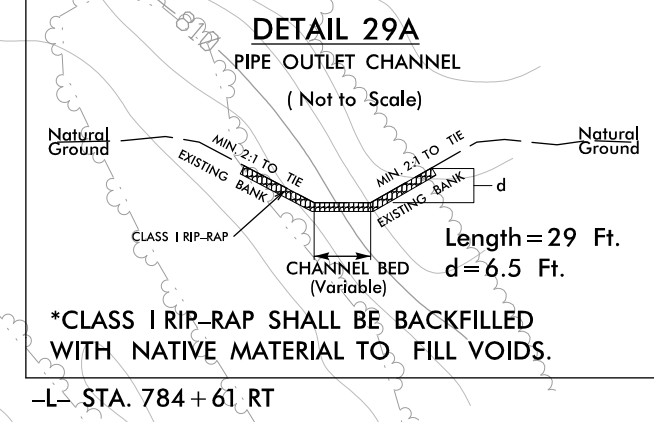 810
DETAIL 29A
PIPE OUTLET CHANNEL
( Not to Scale)
Natural
Ground
MIN. 2:1 TO TIE
EXISTING BANK
MIN. 2:1 TO TIE
EXISTING BANK
Natural
Ground
d
CLASS I RIP-RAP
Length=29 Ft.
d=6.5 Ft.
CHANNEL BED
(Variable)
*CLASS I RIP-RAP SHALL BE BACKFILLED
WITH NATIVE MATERIAL TO FILL VOIDS.
-L- STA. 784+61 RT